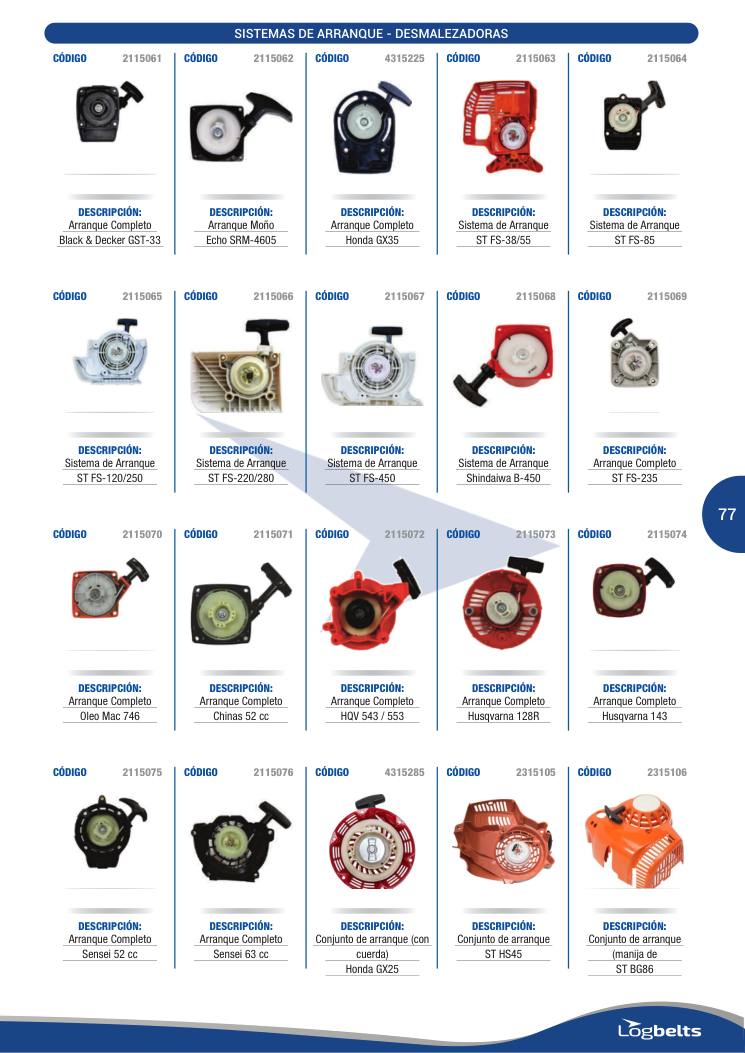 SISTEMAS DE ARRANQUE - DESMALEZADORAS
CÓDIGO 2115061
DESCRIPCIÓN:
Arranque Completo
Black & Decker GST-33
CÓDIGO 2115062
DESCRIPCIÓN:
Arranque Moño
Echo SRM-4605
CÓDIGO 4315225
DESCRIPCIÓN:
Arranque Completo
Honda GX35
CÓDIGO 2115063
DESCRIPCIÓN:
Sistema de Arranque
ST FS-38/55
CÓDIGO 2115064
DESCRIPCIÓN:
Sistema de Arranque
ST FS-85
CÓDIGO 2115065
DESCRIPCIÓN:
Sistema de Arranque
ST FS-120/250
CÓDIGO 2115066
DESCRIPCIÓN:
Sistema de Arranque
ST FS-220/280
CÓDIGO 2115067
DESCRIPCIÓN:
Sistema de Arranque
ST FS-450
CÓDIGO 2115068
DESCRIPCIÓN:
Sistema de Arranque
Shindaiwa B-450
CÓDIGO 2115069
DESCRIPCIÓN:
Arranque Completo
ST FS-235
77
CÓDIGO 2115070
DESCRIPCIÓN:
Arranque Completo
Oleo Mac 746
CÓDIGO 2115071
DESCRIPCIÓN:
Arranque Completo
Chinas 52 cc
CÓDIGO 2115072
DESCRIPCIÓN:
Arranque Completo
HQV 543 / 553
CÓDIGO 2115073
DESCRIPCIÓN:
Arranque Completo
Husqvarna 128R
CÓDIGO 2115074
DESCRIPCIÓN:
Arranque Completo
Husqvarna 143
CÓDIGO 2115075
DESCRIPCIÓN:
Arranque Completo
Sensei 52 cc
CÓDIGO 2115076
DESCRIPCIÓN:
Arranque Completo
Sensei 63 cc
CÓDIGO 4315285
DESCRIPCIÓN:
Conjunto de arranque (con
cuerda)
Honda GX25
CÓDIGO 2315105
DESCRIPCIÓN:
Conjunto de arranque
ST HS45
CÓDIGO 2315106
DESCRIPCIÓN:
Conjunto de arranque
(manija de
ST BG86
Logbelts